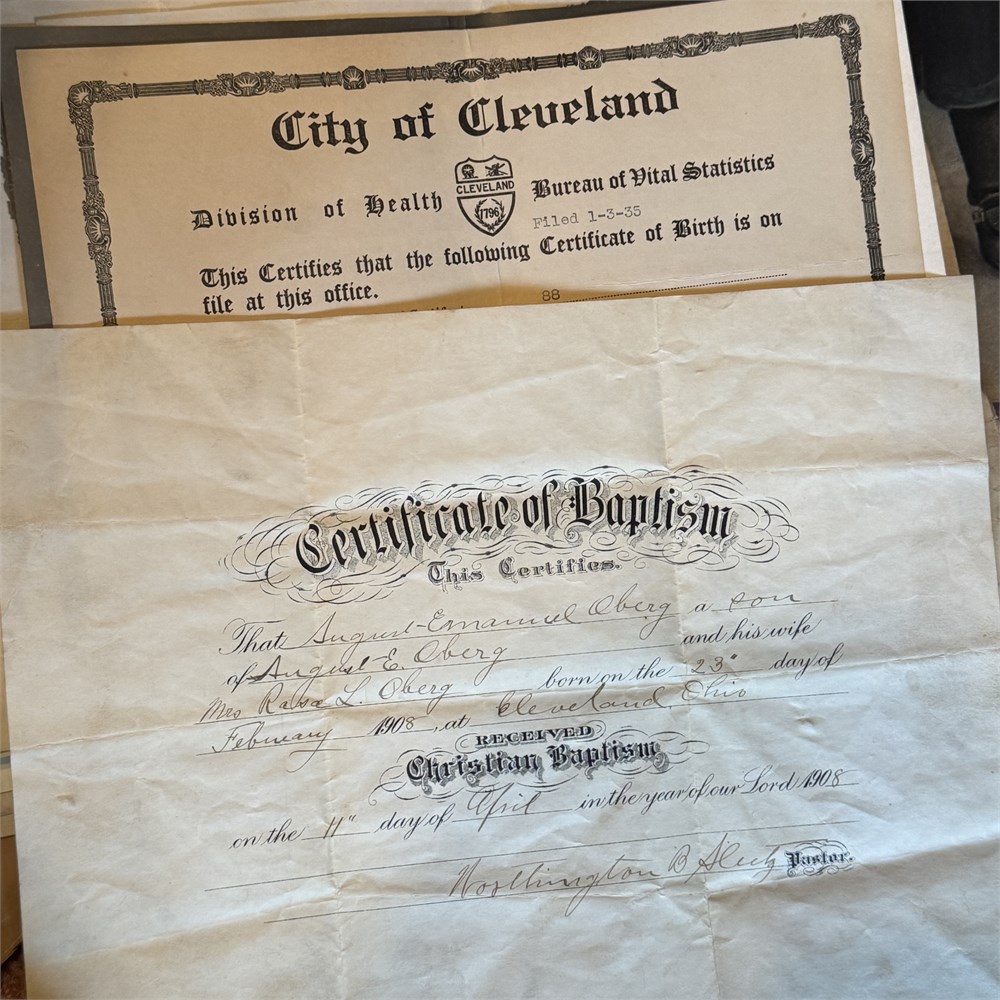 City of Cleveland
Division of Health CLEVELAND 1796 Bureau of Vital Statistics
Filed 1-3-35
This Certifies that the following Certificate of Birth is on
file at this office.
88
Certificate of Baptism
This Certifies.
That August Emanuel Oberg a son
of August E. Oberg and his wife
Mrs L. Oberg born on the 23" day of
February 1908, at Cleveland, Ohio
RECEIVED
Christian Baptism,
on the 11" day of April in the year of our Lord 1908
Worthington B Pastor.